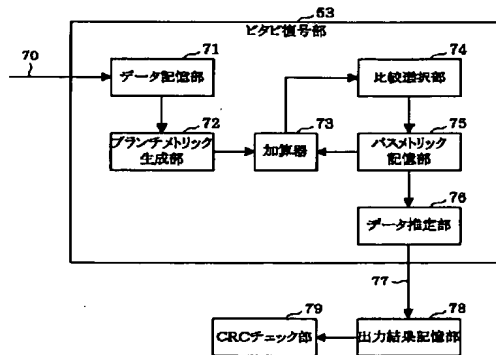 53
ビタビ復号部
70
71
データ記憶部
74
比較選択部
72
ブランチメトリック
生成部
73
加算器
75
パスメトリック
記憶部
76
データ推定部
77
79
CRCチェック部
78
出力結果記憶部